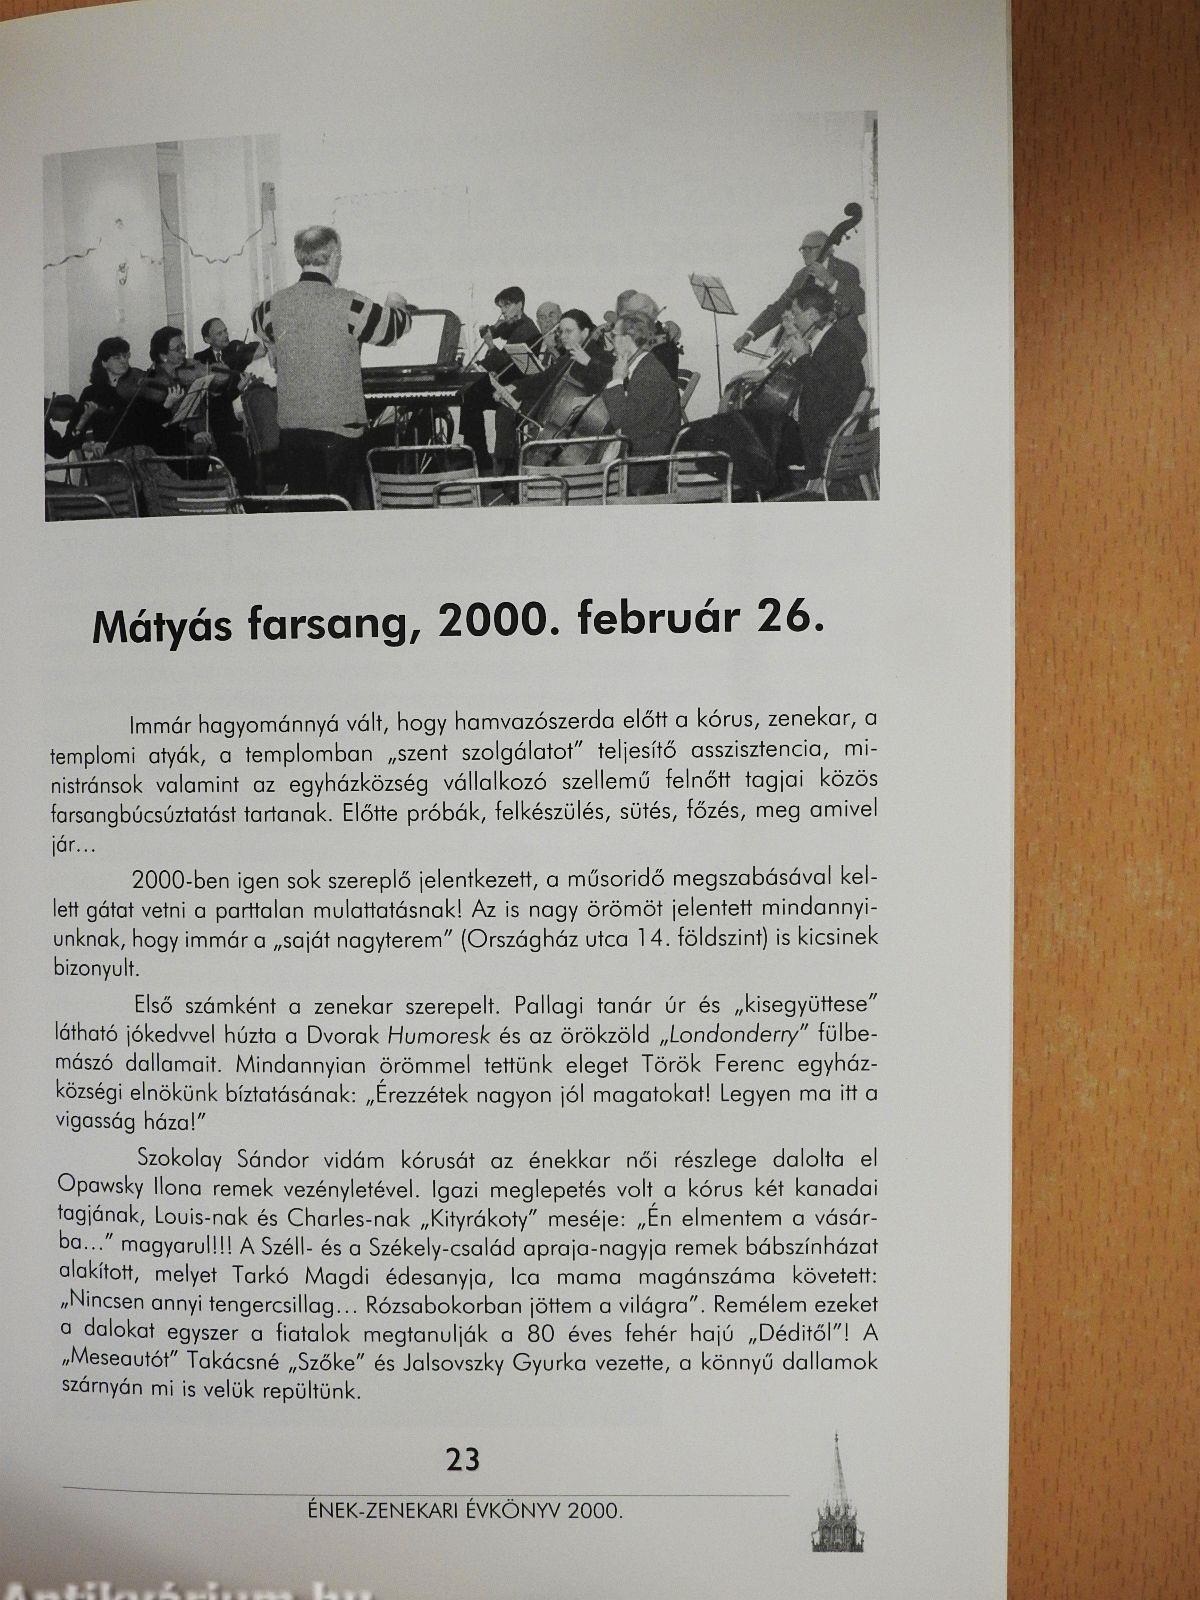 Mátyás farsang, 2000. február 26.
Immár hagyománnyá vált, hogy hamvazószerda előtt a kórus, zenekar, a
templomi atyák, a templomban „szent szolgálatot” teljesítő asszisztencia, mi-
nistránsok valamint az egyházközség vállalkozó szellemű felnőtt tagjai közös
farsangbúcsúztatást tartanak. Előtte próbák, felkészülés, sütés, főzés, meg amivel
jár...
2000-ben igen sok szereplő jelentkezett, a műsoridő megszabásával kel-
lett gátat vetni a parttalan mulattatásnak! Az is nagy örömöt jelentett mindannyi-
unknak, hogy immár a „saját nagyterem” (Országház utca 14. földszint) is kicsinek
bizonyult.
Első számként a zenekar szerepelt. Pallagi tanár úr és „kisegyüttese”
látható jókedvvel húzta a Dvorak Humoresk és az örökzöld „Londonderry” fülbe-
mászó dallamait. Mindannyian örömmel tettünk eleget Török Ferenc egyház-
községi elnökünk bíztatásának: „Érezzétek nagyon jól magatokat! Legyen ma itt a
vigasság háza!”
Szokolay Sándor vidám kórusát az énekkar női részlege dalolta el
Opawsky Ilona remek vezényletével. Igazi meglepetés volt a kórus két kanadai
tagjának, Louis-nak és Charles-nak „Kityrákoty” meséje: „Én elmentem a vásár-
ba...” magyarul!!! A Széll- és a Székely-család apraja-nagyja remek bábszínházat
alakított, melyet Tarkó Magdi édesanyja, Ica mama magánszáma követett:
„Nincsen annyi tengercsillag... Rózsabokorban jöttem a világra”. Remélem ezeket
a dalokat egyszer a fiatalok megtanulják a 80 éves fehér hajú „Déditől”! A
„Meseautót” Takácsné „Szőke” és Jalsovszky Gyurka vezette, a könnyű dallamok
szárnyán mi is velük repültünk.
23
ÉNEK-ZENEKARI ÉVKÖNYV 2000.
Antikvárium.hu